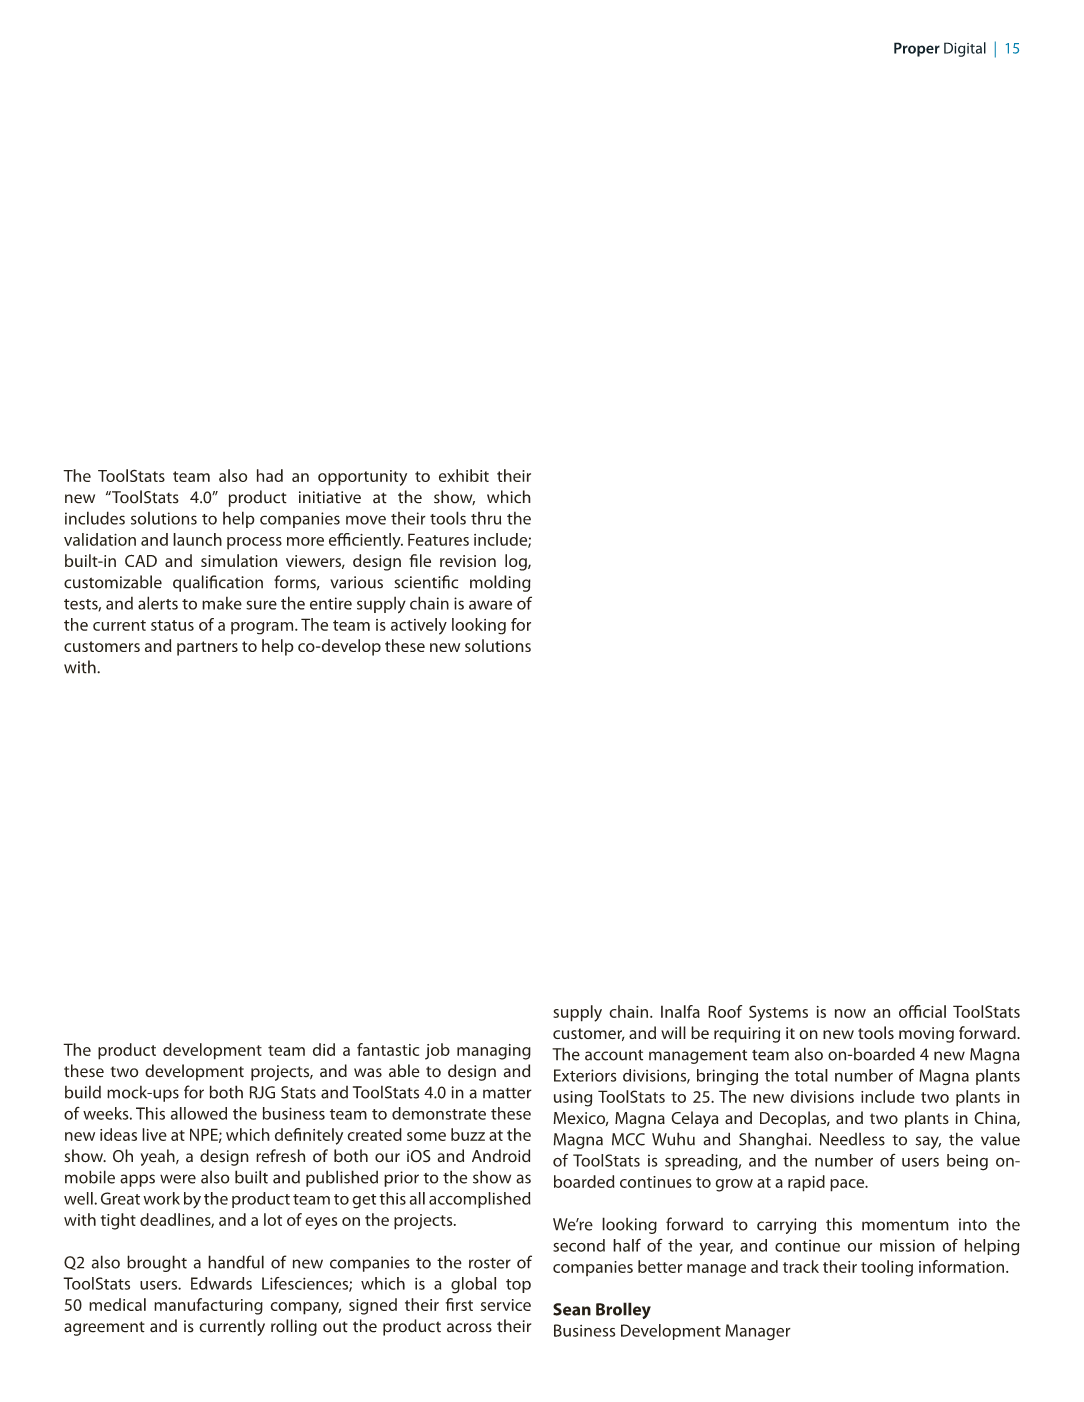 Proper Digital | 15
The ToolStats team also had an opportunity to exhibit their
new “ToolStats 4.0” product initiative at the show, which
includes solutions to help companies move their tools thru the
validation and launch process more efficiently. Features include;
built-in CAD and simulation viewers, design file revision log,
customizable qualification forms, various scientific molding
tests, and alerts to make sure the entire supply chain is aware of
the current status of a program. The team is actively looking for
customers and partners to help co-develop these new solutions
with.
The product development team did a fantastic job managing
these two development projects, and was able to design and
build mock-ups for both RJG Stats and ToolStats 4.0 in a matter
of weeks. This allowed the business team to demonstrate these
new ideas live at NPE; which definitely created some buzz at the
show. Oh yeah, a design refresh of both our iOS and Android
mobile apps were also built and published prior to the show as
well. Great work by the product team to get this all accomplished
with tight deadlines, and a lot of eyes on the projects.
Q2 also brought a handful of new companies to the roster of
ToolStats users. Edwards Lifesciences; which is a global top
50 medical manufacturing company, signed their first service
agreement and is currently rolling out the product across their
supply chain. Inalfa Roof Systems is now an official ToolStats
customer, and will be requiring it on new tools moving forward.
The account management team also on-boarded 4 new Magna
Exteriors divisions, bringing the total number of Magna plants
using ToolStats to 25. The new divisions include two plants in
Mexico, Magna Celaya and Decoplas, and two plants in China,
Magna MCC Wuhu and Shanghai. Needless to say, the value
of ToolStats is spreading, and the number of users being on-
boarded continues to grow at a rapid pace.
We’re looking forward to carrying this momentum into the
second half of the year, and continue our mission of helping
companies better manage and track their tooling information.
Sean Brolley
Business Development Manager